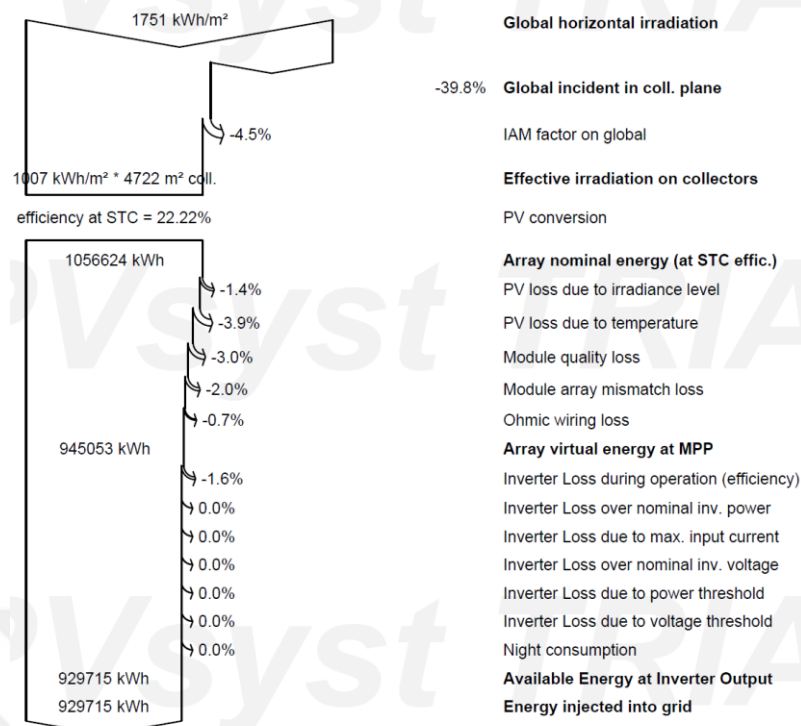 1751 kWh/m² Global horizontal irradiation
-39.8% Global incident in coll. plane
-4.5% IAM factor on global
1007 kWh/m² * 4722 m² coll. Effective irradiation on collectors
efficiency at STC = 22.22% PV conversion
1056624 kWh Array nominal energy (at STC effic.)
-1.4% PV loss due to irradiance level
-3.9% PV loss due to temperature
-3.0% Module quality loss
-2.0% Module array mismatch loss
-0.7% Ohmic wiring loss
945053 kWh Array virtual energy at MPP
-1.6% Inverter Loss during operation (efficiency)
0.0% Inverter Loss over nominal inv. power
0.0% Inverter Loss due to max. input current
0.0% Inverter Loss over nominal inv. voltage
0.0% Inverter Loss due to power threshold
0.0% Inverter Loss due to voltage threshold
0.0% Night consumption
929715 kWh Available Energy at Inverter Output
929715 kWh Energy injected into grid
PVsyst TRIA
PVsyst TRIA
PVsyst TRIA